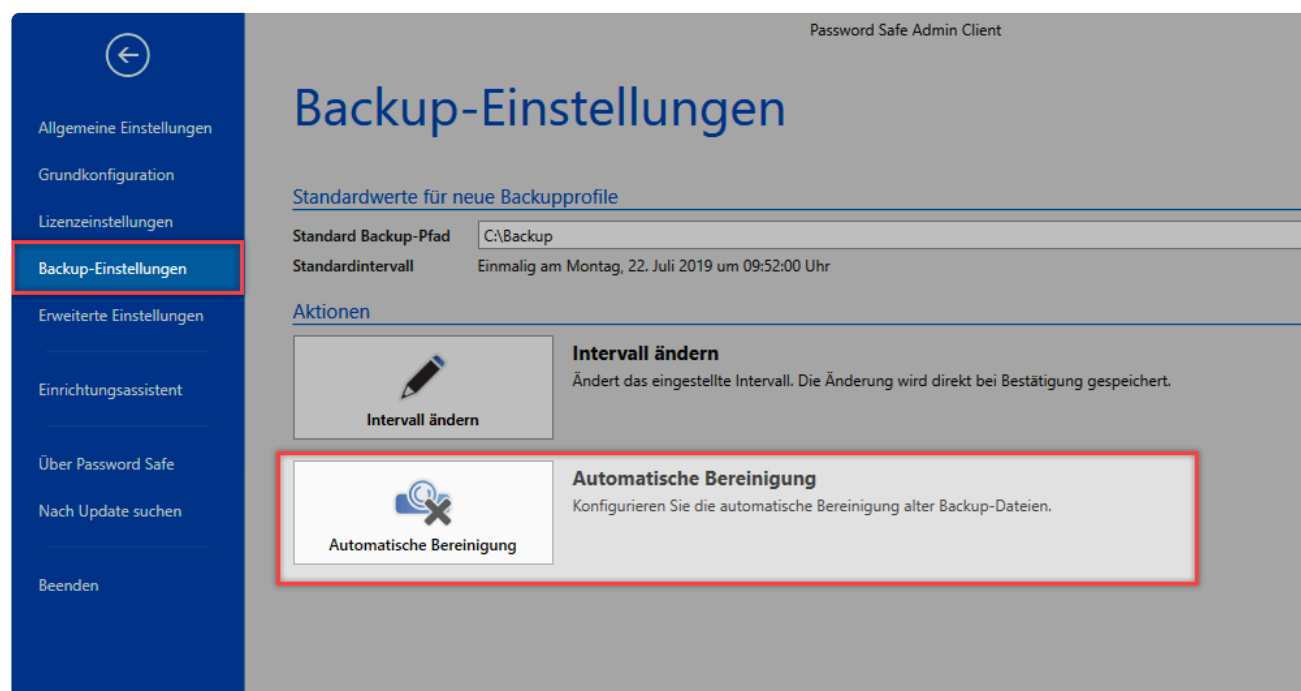 Password Safe Admin Client
Allgemeine Einstellungen
Grundkonfiguration
Lizenzeinstellungen
Backup-Einstellungen
Erweiterte Einstellungen
Einrichtungsassistent
Über Password Safe
Nach Update suchen
Beenden
Backup-Einstellungen
Standardwerte für neue Backupprofile
Standard Backup-Pfad C:\Backup
Standardintervall Einmalig am Montag, 22. Juli 2019 um 09:52:00 Uhr
Aktionen
Intervall ändern
Intervall ändern
Ändert das eingestellte Intervall. Die Änderung wird direkt bei Bestätigung gespeichert.
Automatische Bereinigung
Automatische Bereinigung
Konfigurieren Sie die automatische Bereinigung alter Backup-Dateien.